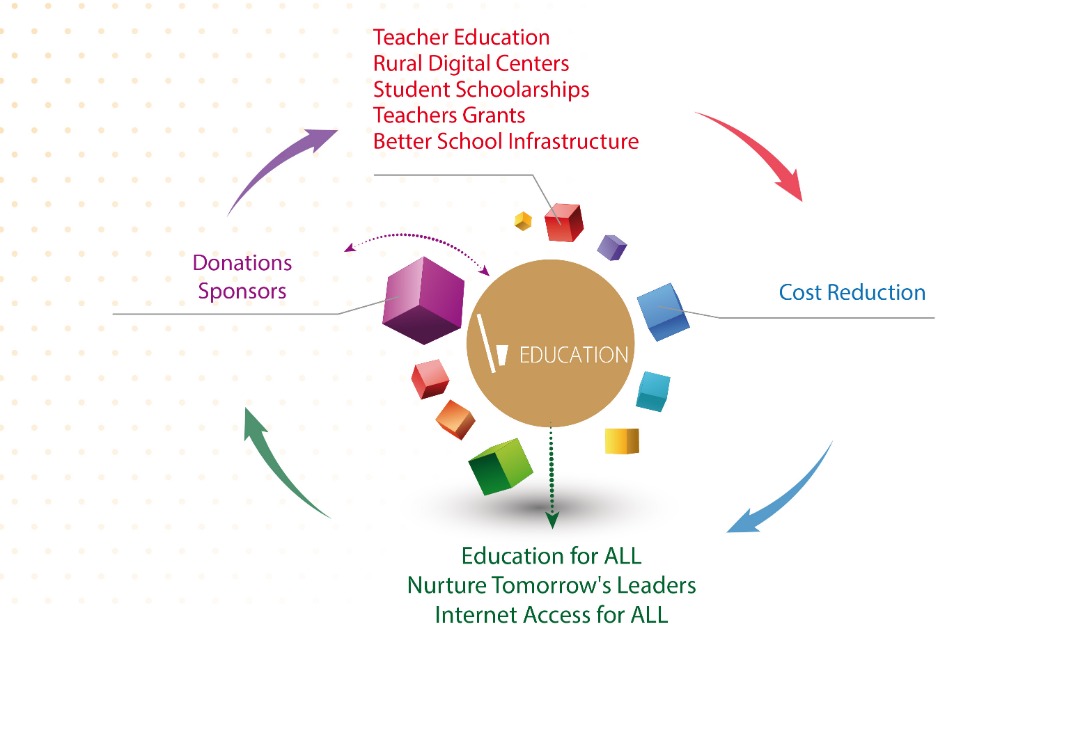 Teacher Education
Rural Digital Centers
Student Schoolarships
Teachers Grants
Better School Infrastructure
Donations
Sponsors
Cost Reduction
EDUCATION
Education for ALL
Nurture Tomorrow's Leaders
Internet Access for ALL